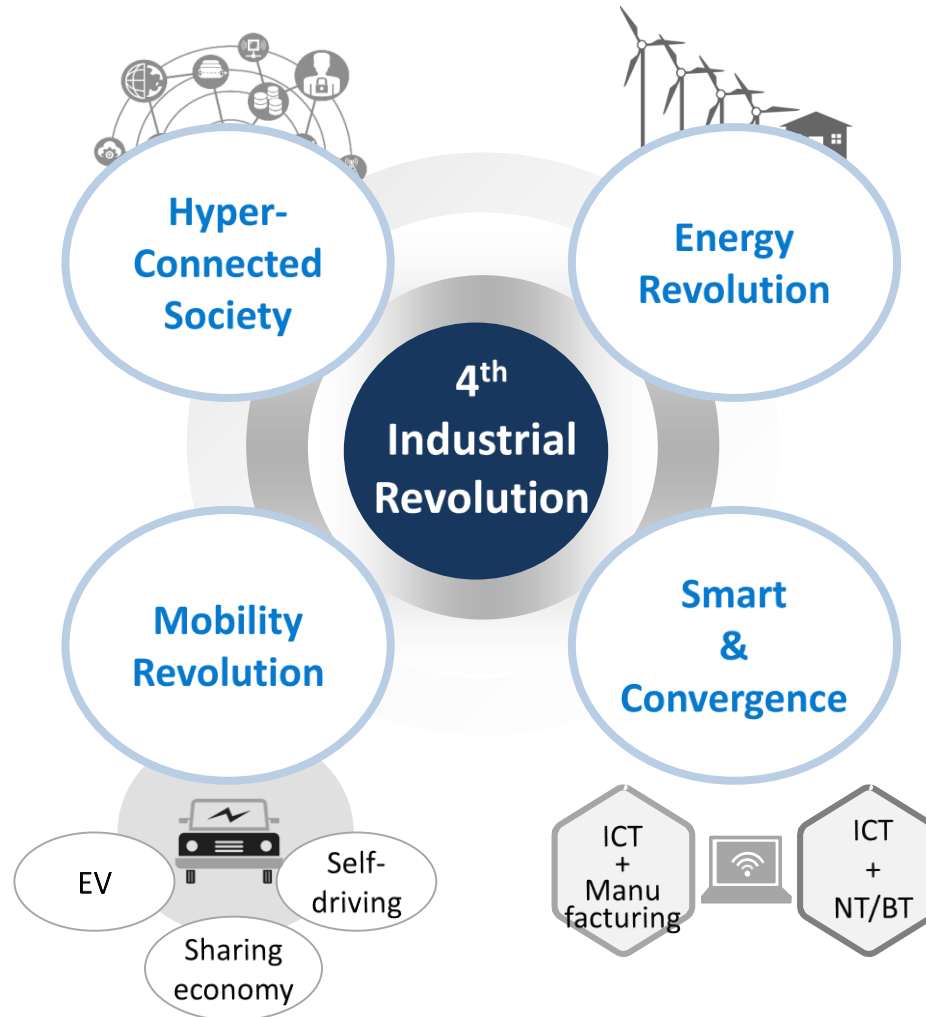 Hyper-
Connected
Society
Energy
Revolution
4th
Industrial
Revolution
Mobility
Revolution
Smart
&
Convergence
EV
Self-
driving
Sharing
economy
ICT
+
Manu
facturing
ICT
+
NT/BT